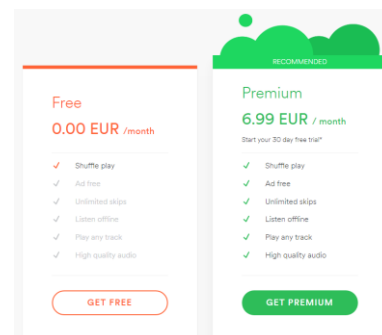 Free
0.00 EUR /month
Shuffle play
Ad free
Unlimited skips
Listen offline
Play any track
High quality audio
GET FREE
RECOMMENDED
Premium
6.99 EUR / month
Start your 30 day free trial*
Shuffle play
Ad free
Unlimited skips
Listen offline
Play any track
High quality audio
GET PREMIUM